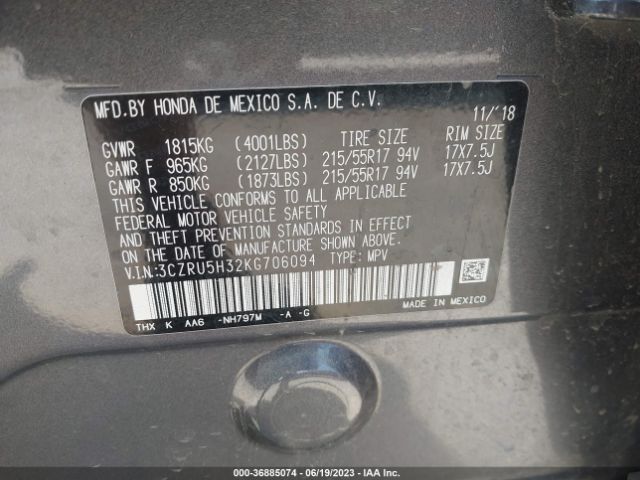 MFD.BY HONDA DE MEXICO S.A. DE C.V.
11/'18
GVWR 1815KG (4001LBS) TIRE SIZE RIM SIZE
GAWR F 965KG (2127LBS) 215/55R17 94V 17X7.5J
GAWR R 850KG (1873LBS) 215/55R17 94V 17X7.5J
THIS VEHICLE CONFORMS TO ALL APPLICABLE
FEDERAL MOTOR VEHICLE SAFETY
AND THEFT PREVENTION STANDARDS IN EFFECT
ON THE DATE OF MANUFACTURE SHOWN ABOVE.
V.I.N.:3CZRU5H32KG706094 TYPE: MPV
THX K AA6 -NH797M -A -G
MADE IN MEXICO
000-36885074 / 06/19/2023 / IAA Inc.